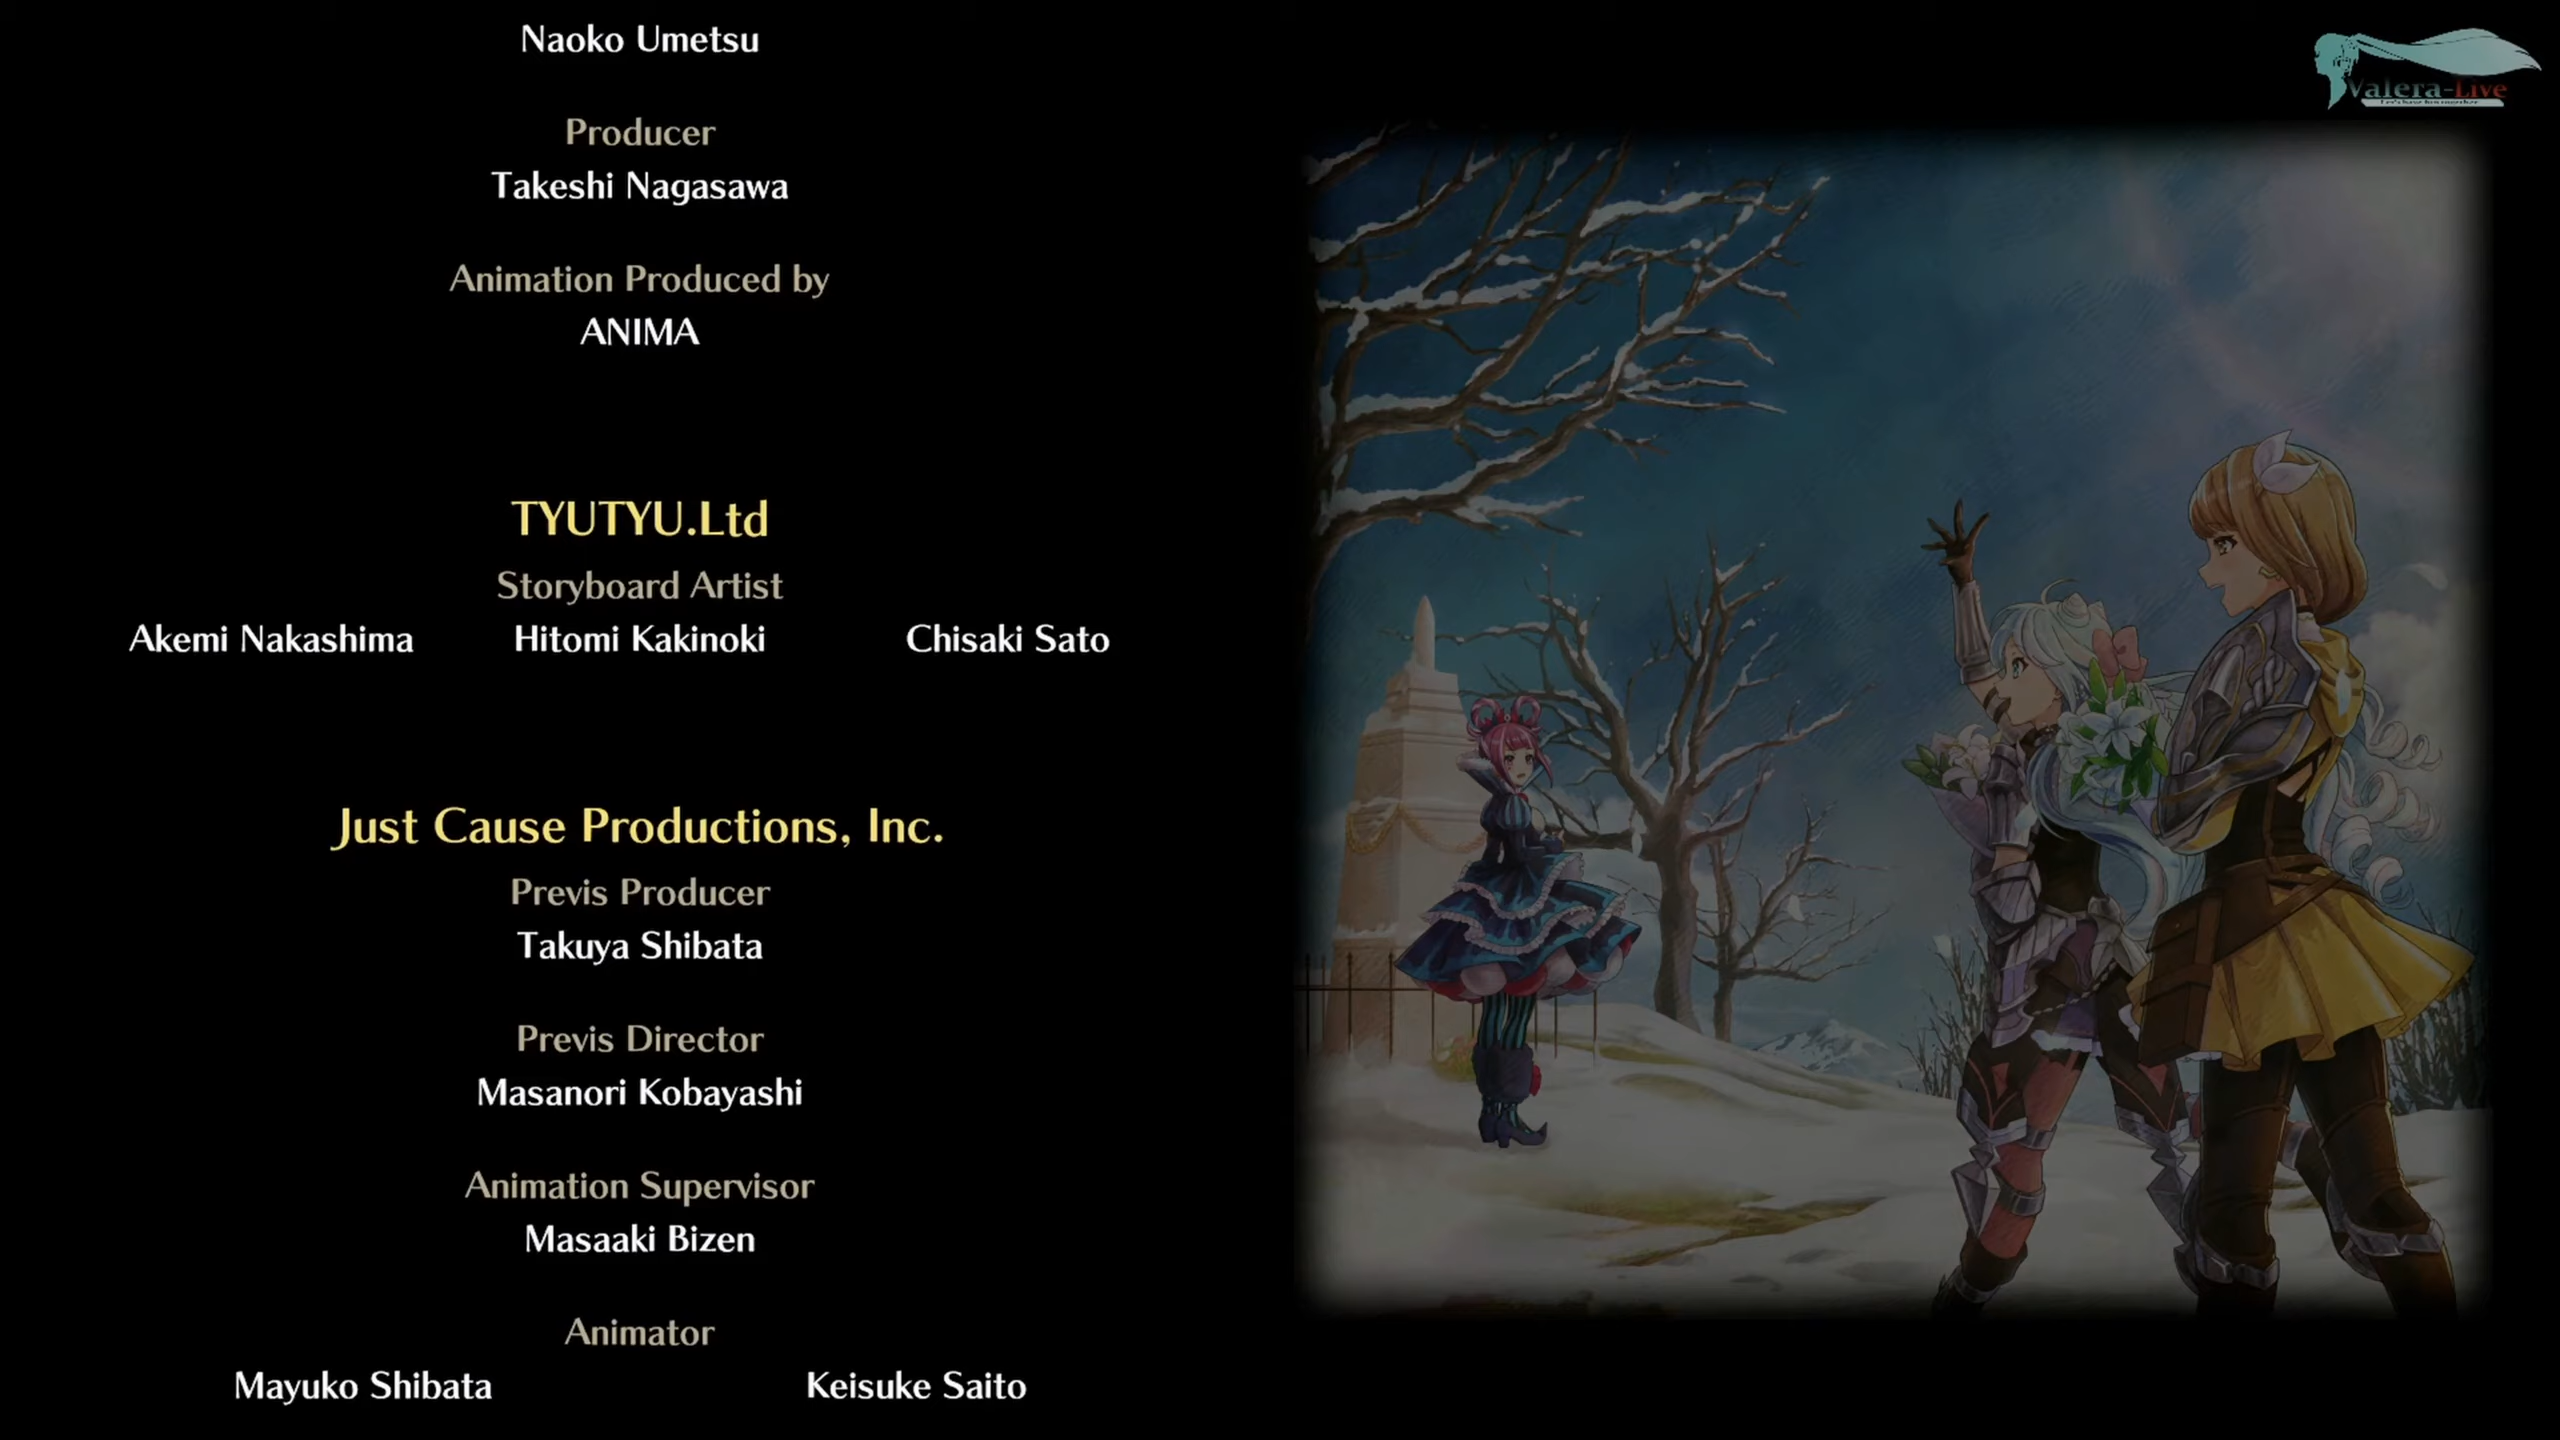 Naoko Umetsu
Valera-Live
Producer
Takeshi Nagasawa
Animation Produced by
ANIMA
TYUTYU.Ltd
Storyboard Artist
Akemi Nakashima Hitomi Kakinoki Chisaki Sato
Just Cause Productions, Inc.
Previs Producer
Takuya Shibata
Previs Director
Masanori Kobayashi
Animation Supervisor
Masaaki Bizen
Animator
Mayuko Shibata Keisuke Saito